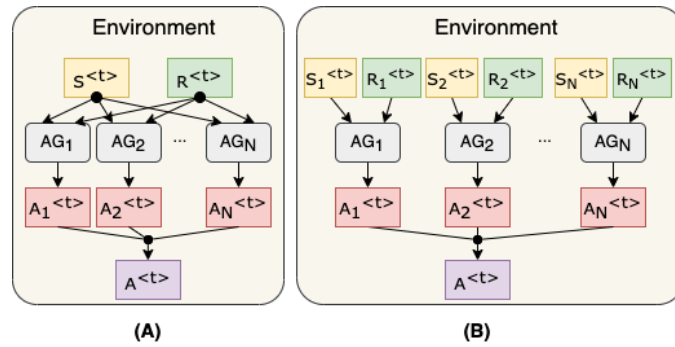 Environment
S<t>
R<t>
AG1
AG2
...
AGN
A1<t>
A2<t>
AN<t>
A<t>
(A)
Environment
S1<t>
R1<t>
S2<t>
R2<t>
SN<t>
RN<t>
AG1
AG2
...
AGN
A1<t>
A2<t>
AN<t>
A<t>
(B)